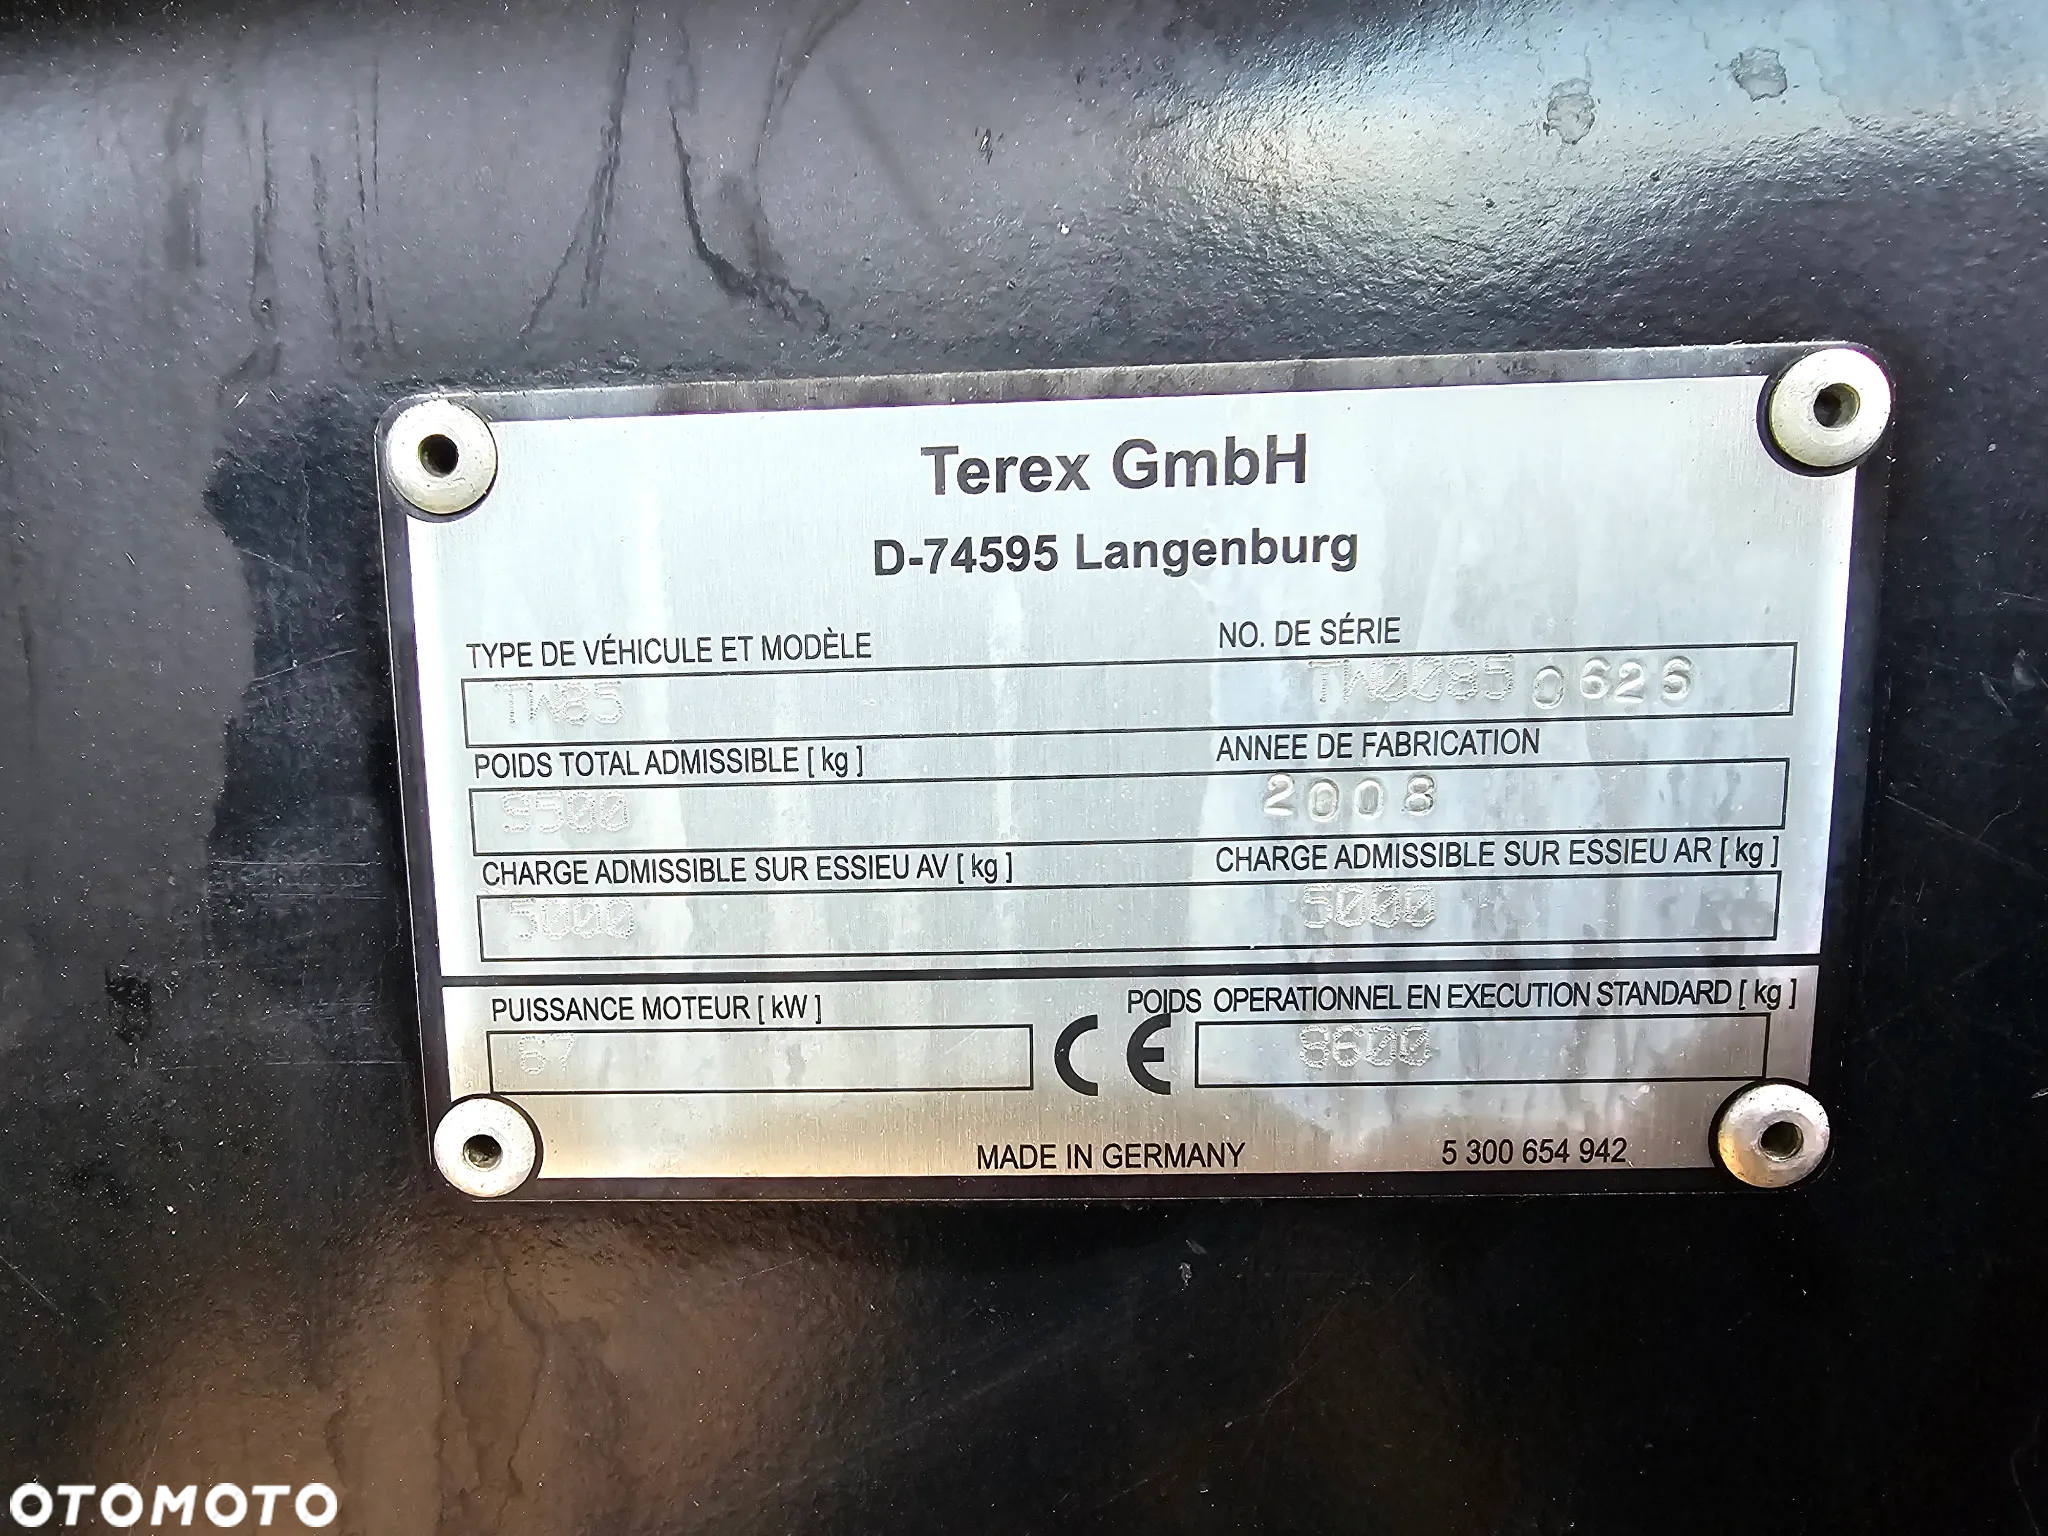 Terex GmbH
D-74595 Langenburg
TYPE DE VÉHICULE ET MODÈLE
NO. DE SÉRIE
TW85
TW0085 0626
POIDS TOTAL ADMISSIBLE [ kg ]
ANNEE DE FABRICATION
9500
2008
CHARGE ADMISSIBLE SUR ESSIEU AV [ kg ]
CHARGE ADMISSIBLE SUR ESSIEU AR [ kg ]
5000
5000
PUISSANCE MOTEUR [ kW ]
POIDS OPERATIONNEL EN EXECUTION STANDARD [ kg ]
67
CE
8600
MADE IN GERMANY
5 300 654 942
OTOMOTO